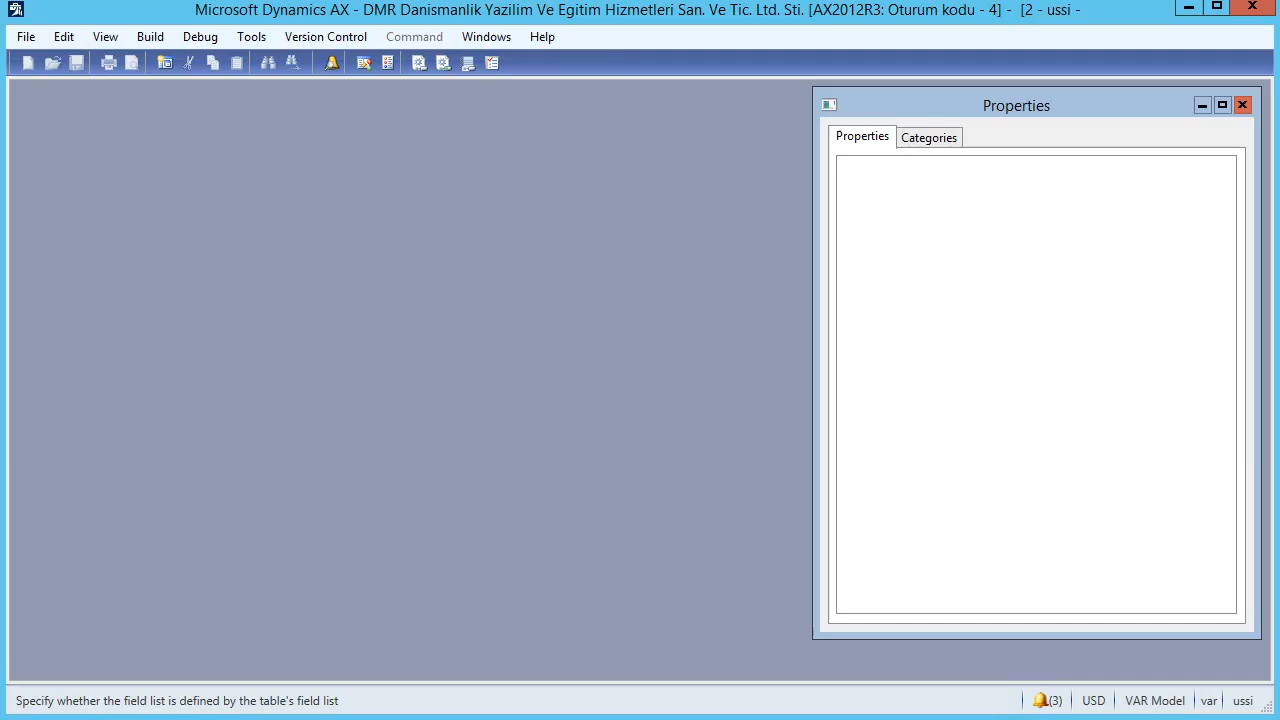 Microsoft Dynamics AX - DMR Danismanlik Yazilim Ve Egitim Hizmetleri San. Ve Tic. Ltd. Sti. [AX2012R3: Oturum kodu - 4] -  [2 - ussi -
File Edit View Build Debug Tools Version Control Command Windows Help
Properties
Properties Categories
Specify whether the field list is defined by the table's field list (3) USD VAR Model var ussi